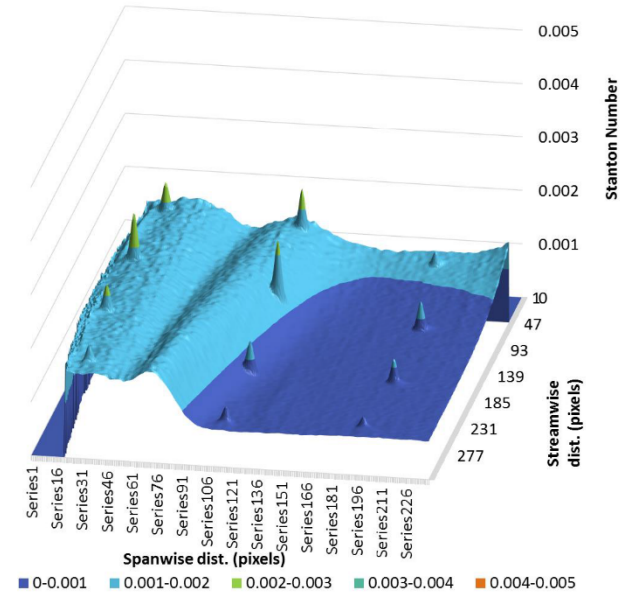 0.005
0.004
0.003
0.002
0.001
Stanton Number
10
47
93
139
185
231
277
Streamwise
dist. (pixels)
Series1
Series16
Series31
Series46
Series61
Series76
Series91
Series106
Series121
Series136
Series151
Series166
Series181
Series196
Series211
Series226
Spanwise dist. (pixels)
0-0.001 0.001-0.002 0.002-0.003 0.003-0.004 0.004-0.005